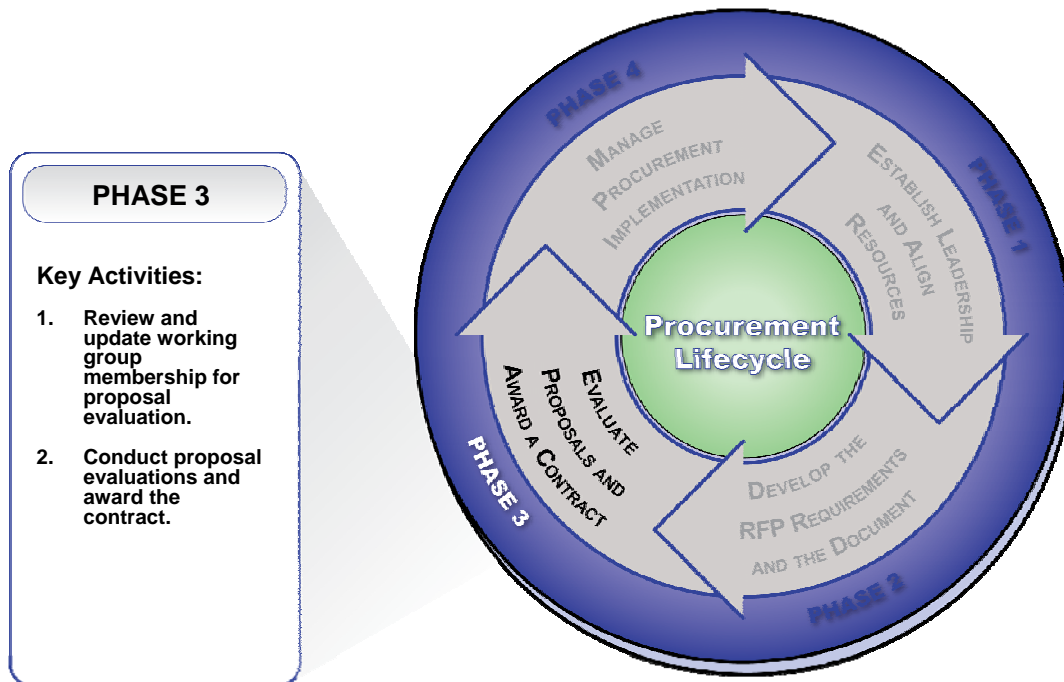 PHASE 3
Key Activities:
1. Review and
update working
group
membership for
proposal
evaluation.
2. Conduct proposal
evaluations and
award the
contract.
PHASE 4
MANAGE
PROCUREMENT
IMPLEMENTATION
PHASE 1
ESTABLISH LEADERSHIP
AND ALIGN
RESOURCES
Procurement
Lifecycle
EVALUATE
PROPOSALS AND
AWARD A CONTRACT
PHASE 3
DEVELOP THE
RFP REQUIREMENTS
AND THE DOCUMENT
PHASE 2